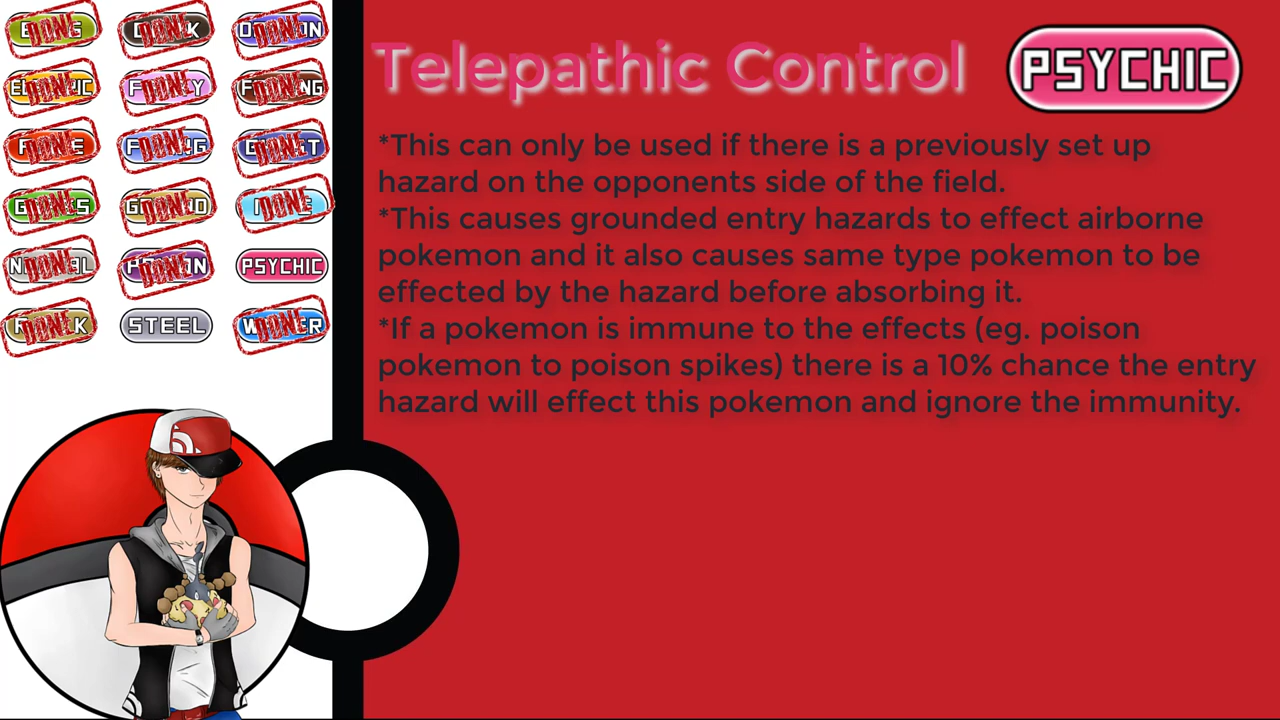 DONE DONE DONE
Telepathic Control
PSYCHIC
DONE DONE DONE
*This can only be used if there is a previously set up
hazard on the opponents side of the field.
DONE DONE DONE
*This causes grounded entry hazards to effect airborne
pokemon and it also causes same type pokemon to be
effected by the hazard before absorbing it.
DONE DONE DONE
*If a pokemon is immune to the effects (eg. poison
pokemon to poison spikes) there is a 10% chance the entry
hazard will effect this pokemon and ignore the immunity.
DONE DONE PSYCHIC
DONE STEEL DONE